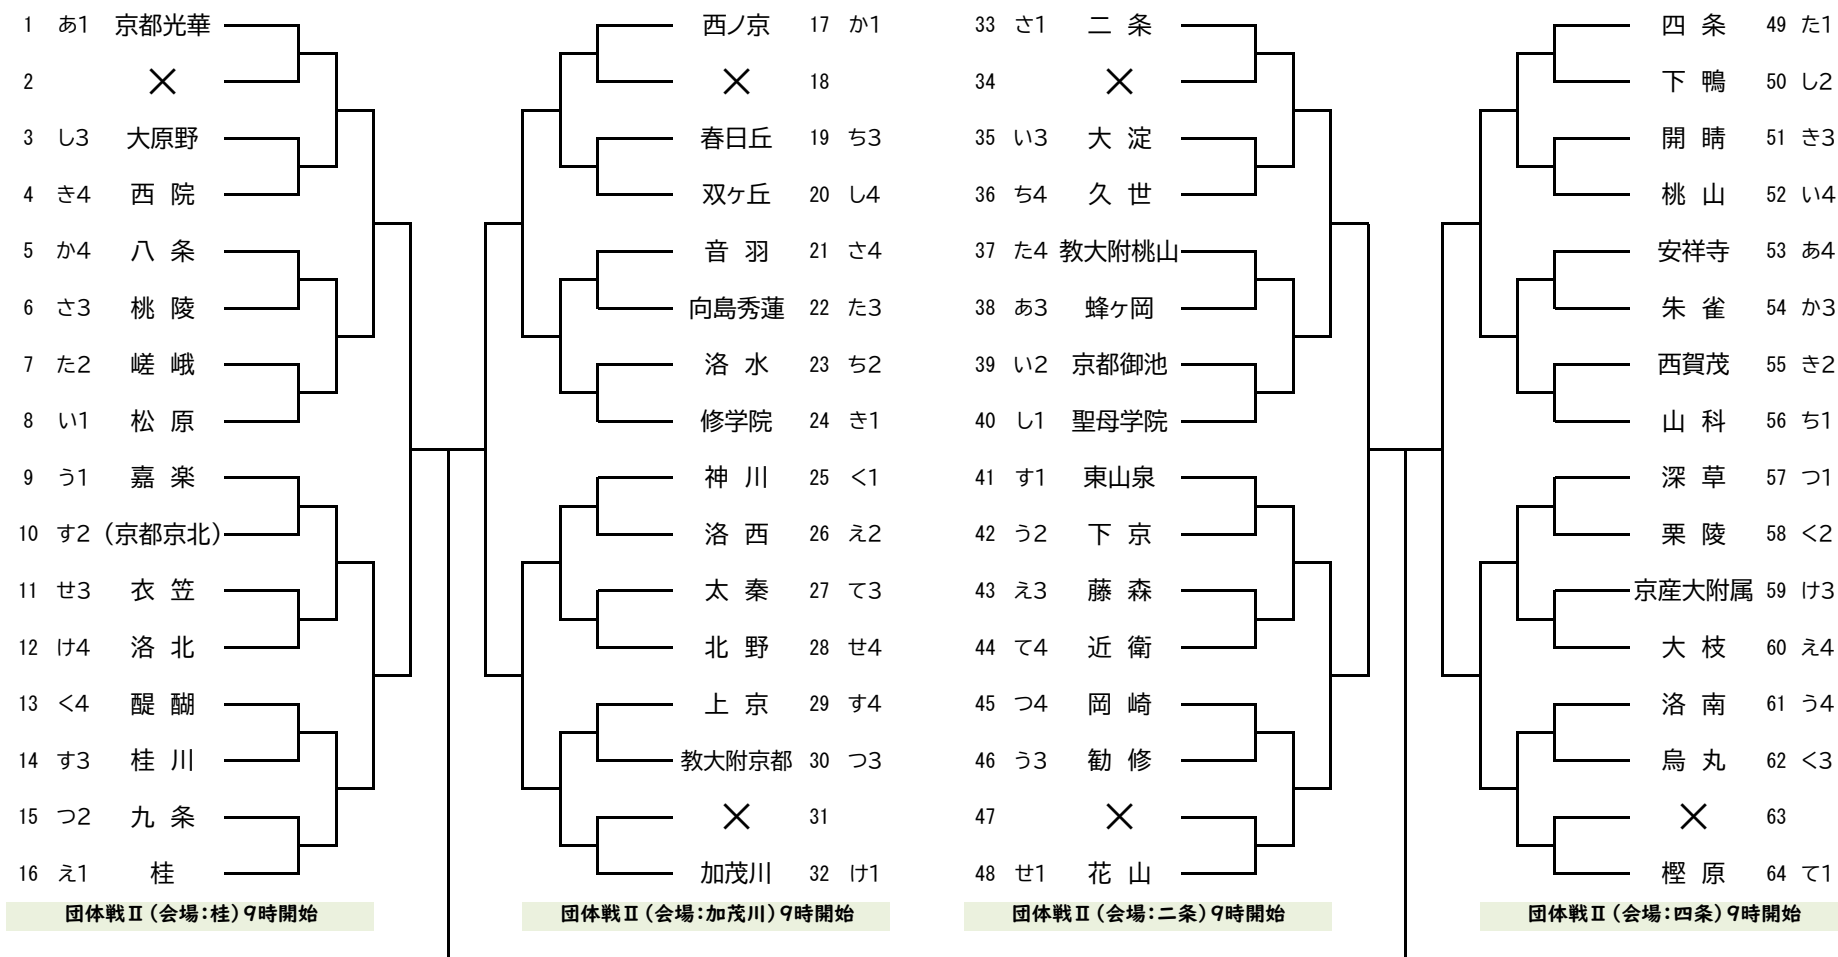 1 あ1 京都光華
2 ×
3 し3 大原野
4 き4 西 院
5 か4 八 条
6 さ3 桃 陵
7 た2 嵯 峨
8 い1 松 原
9 う1 嘉 楽
10 す2 (京都京北)
11 せ3 衣 笠
12 け4 洛 北
13 く4 醍 醐
14 す3 桂 川
15 つ2 九 条
16 え1 桂
団体戦Ⅱ(会場:桂)9時開始
西ノ京 17 か1
× 18
春日丘 19 ち3
双ヶ丘 20 し4
音 羽 21 さ4
向島秀蓮 22 た3
洛 水 23 ち2
修学院 24 き1
神 川 25 く1
洛 西 26 え2
太 秦 27 て3
北 野 28 せ4
上 京 29 す4
教大附京都 30 つ3
× 31
加茂川 32 け1
団体戦Ⅱ(会場:加茂川)9時開始
33 さ1 二 条
34 ×
35 い3 大 淀
36 ち4 久 世
37 た4 教大附桃山
38 あ3 蜂ヶ岡
39 い2 京都御池
40 し1 聖母学院
41 す1 東山泉
42 う2 下 京
43 え3 藤 森
44 て4 近 衛
45 つ4 岡 崎
46 う3 勧 修
47 ×
48 せ1 花 山
団体戦Ⅱ(会場:二条)9時開始
四 条 49 た1
下 鴨 50 し2
開 睛 51 き3
桃 山 52 い4
安祥寺 53 あ4
朱 雀 54 か3
西賀茂 55 き2
山 科 56 ち1
深 草 57 つ1
栗 陵 58 く2
京産大附属 59 け3
大 枝 60 え4
洛 南 61 う4
烏 丸 62 く3
× 63
樫 原 64 て1
団体戦Ⅱ(会場:四条)9時開始